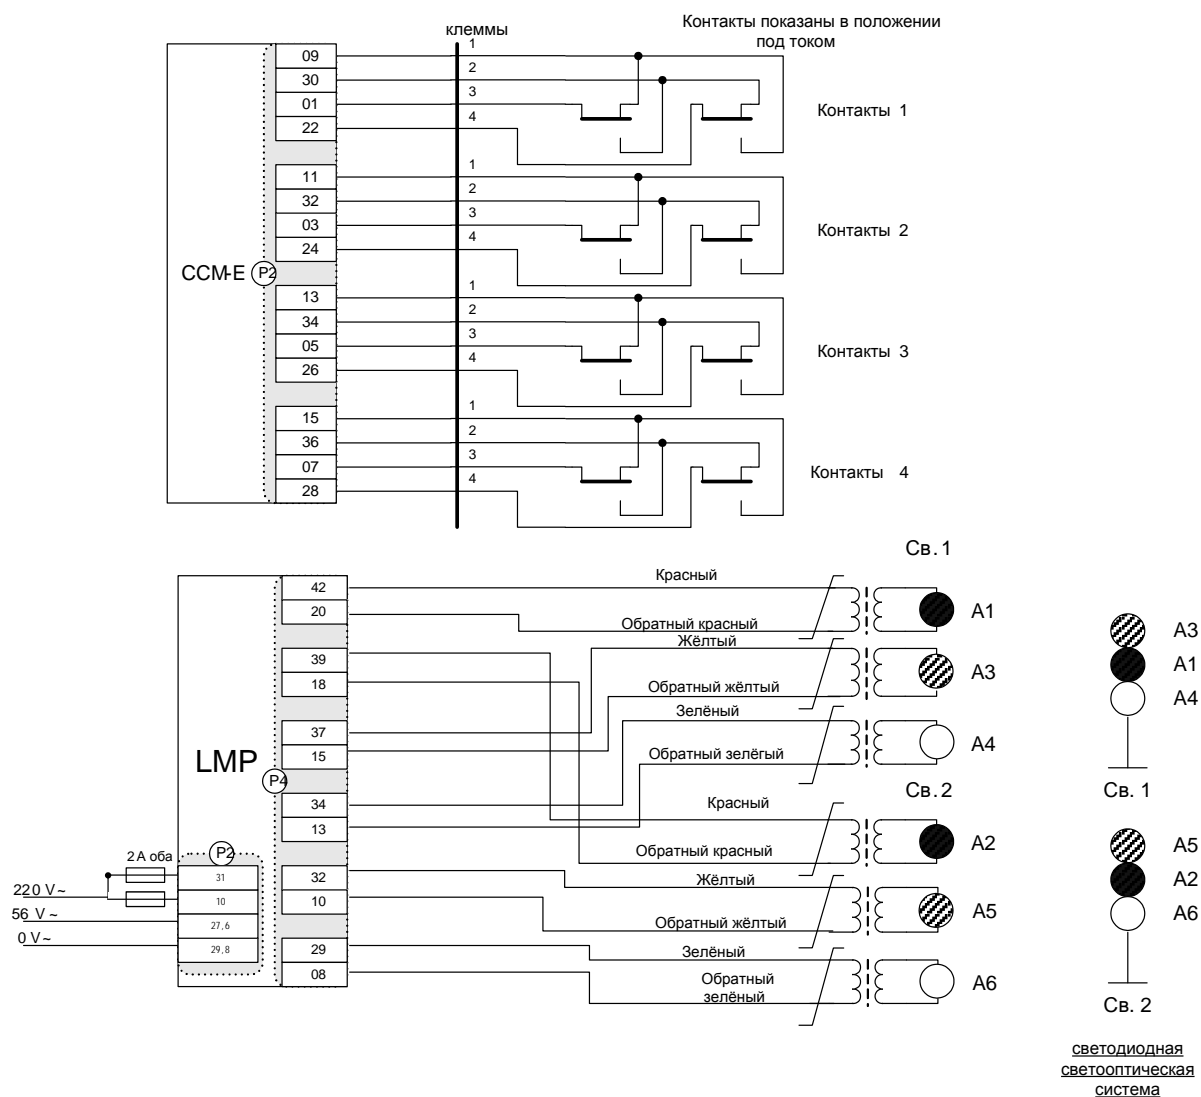 Контакты показаны в положении
под током
клеммы
09
30
01
22
1
2
3
4
Контакты 1
11
32
03
24
1
2
3
4
Контакты 2
CCM-E
P2
13
34
05
26
1
2
3
4
Контакты 3
15
36
07
28
1
2
3
4
Контакты 4
Св.1
42
20
Красный
Обратный красный
A1
39
18
Жёлтый
Обратный жёлтый
A3
37
15
Зелёный
Обратный зелёгый
A4
LMP
P4
Св.2
34
13
Красный
Обратный красный
A2
32
10
Жёлтый
Обратный жёлтый
A5
29
08
Зелёный
Обратный
зелёный
A6
P2
2 A оба
31
10
27,6
29,8
220 V~
56 V ~
0 V~
A3
A1
A4
Св. 1
A5
A2
A6
Св. 2
светодиодная
светооптическая
система